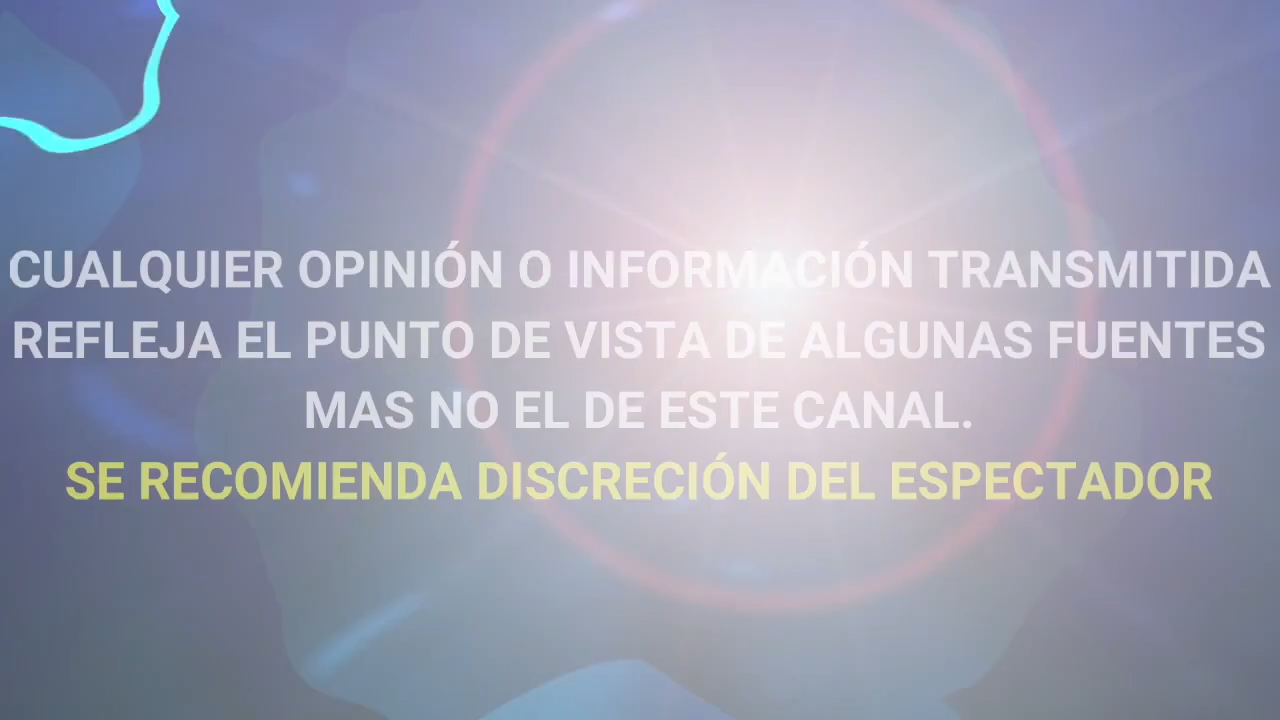 CUALQUIER OPINIÓN O INFORMACIÓN TRANSMITIDA
REFLEJA EL PUNTO DE VISTA DE ALGUNAS FUENTES
MAS NO EL DE ESTE CANAL.
SE RECOMIENDA DISCRECIÓN DEL ESPECTADOR